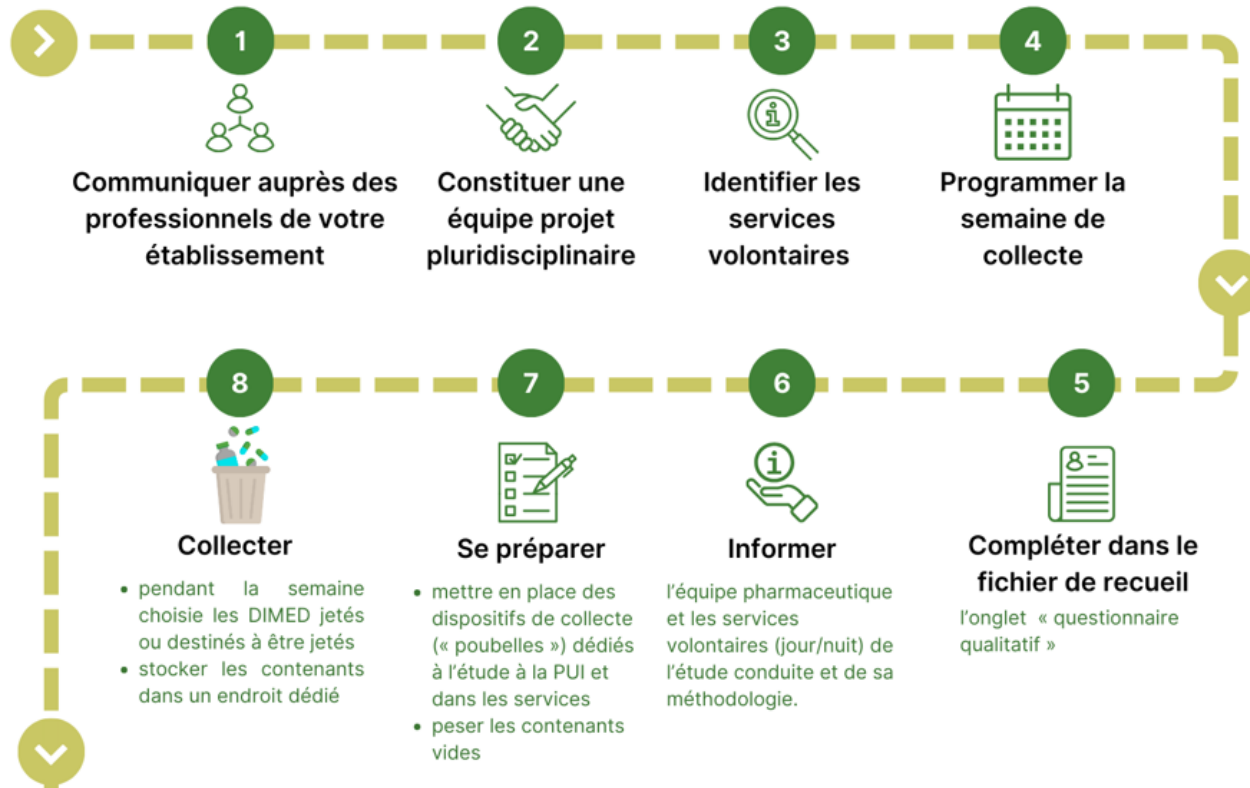 1
Communiquer auprès des
professionnels de votre
établissement
2
Constituer une
équipe projet
pluridisciplinaire
3
Identifier les
services
volontaires
4
Programmer la
semaine de
collecte
5
Compléter dans le
fichier de recueil
l'onglet « questionnaire
qualitatif »
6
Informer
l'équipe pharmaceutique
et les services
volontaires (jour/nuit) de
l'étude conduite et de sa
méthodologie.
7
Se préparer
• mettre en place des
dispositifs de collecte
(« poubelles ») dédiés
à l'étude à la PUI et
dans les services
• peser les contenants
vides
8
Collecter
• pendant la semaine
choisie les DIMED jetés
ou destinés à être jetés
• stocker les contenants
dans un endroit dédié